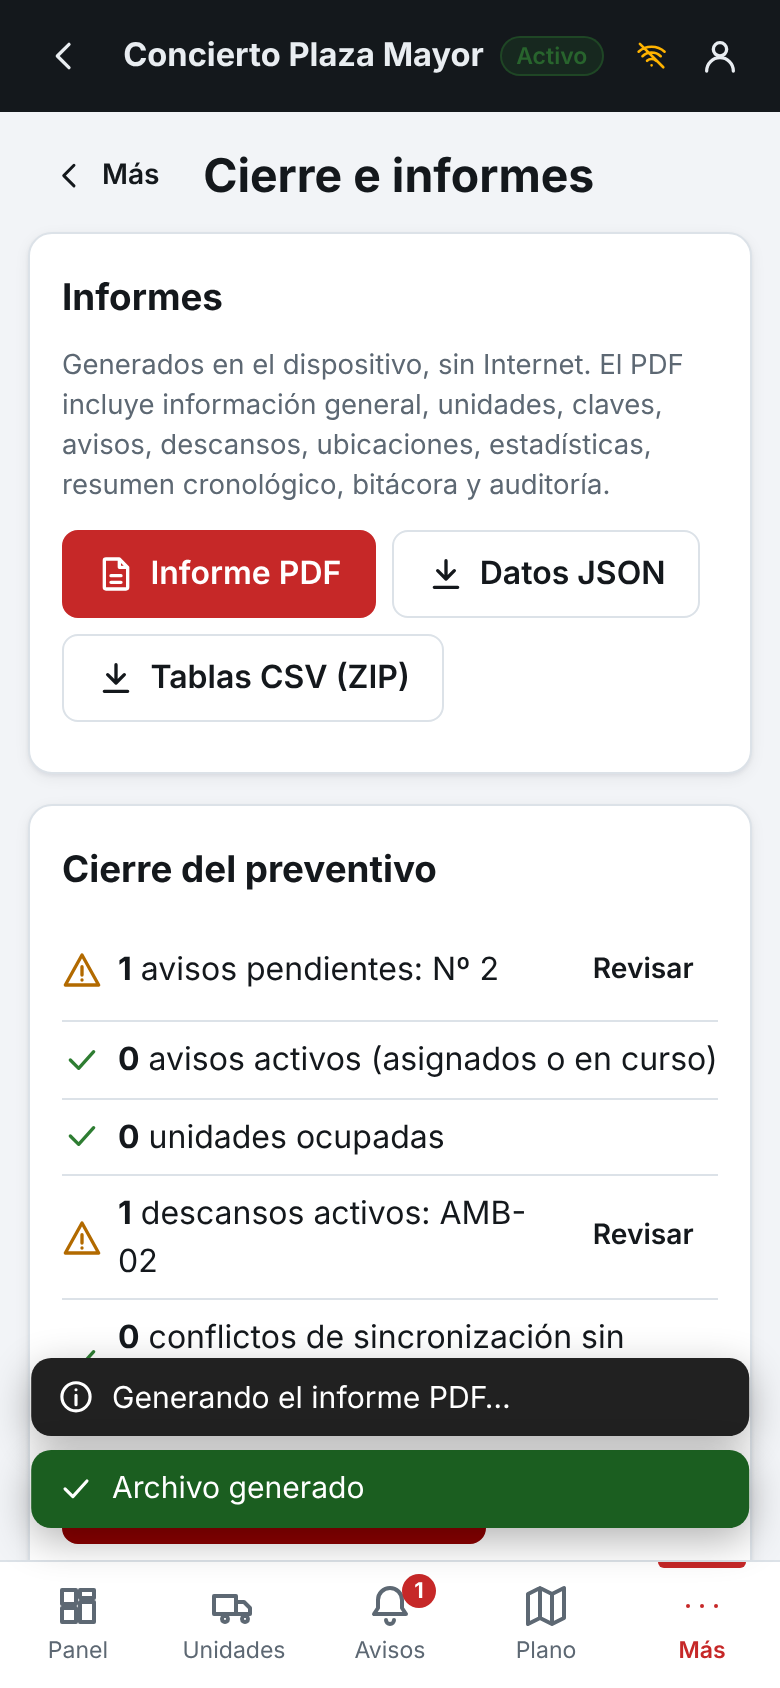 Concierto Plaza Mayor Activo
Más Cierre e informes
Informes
Generados en el dispositivo, sin Internet. El PDF
incluye información general, unidades, claves,
avisos, descansos, ubicaciones, estadísticas,
resumen cronológico, bitácora y auditoría.
Informe PDF
Datos JSON
Tablas CSV (ZIP)
Cierre del preventivo
1 avisos pendientes: Nº 2 Revisar
0 avisos activos (asignados o en curso)
0 unidades ocupadas
1 descansos activos: AMB-
02
Revisar
0 conflictos de sincronización sin
Generando el informe PDF...
Archivo generado
Panel
Unidades
1
Avisos
Plano
Más